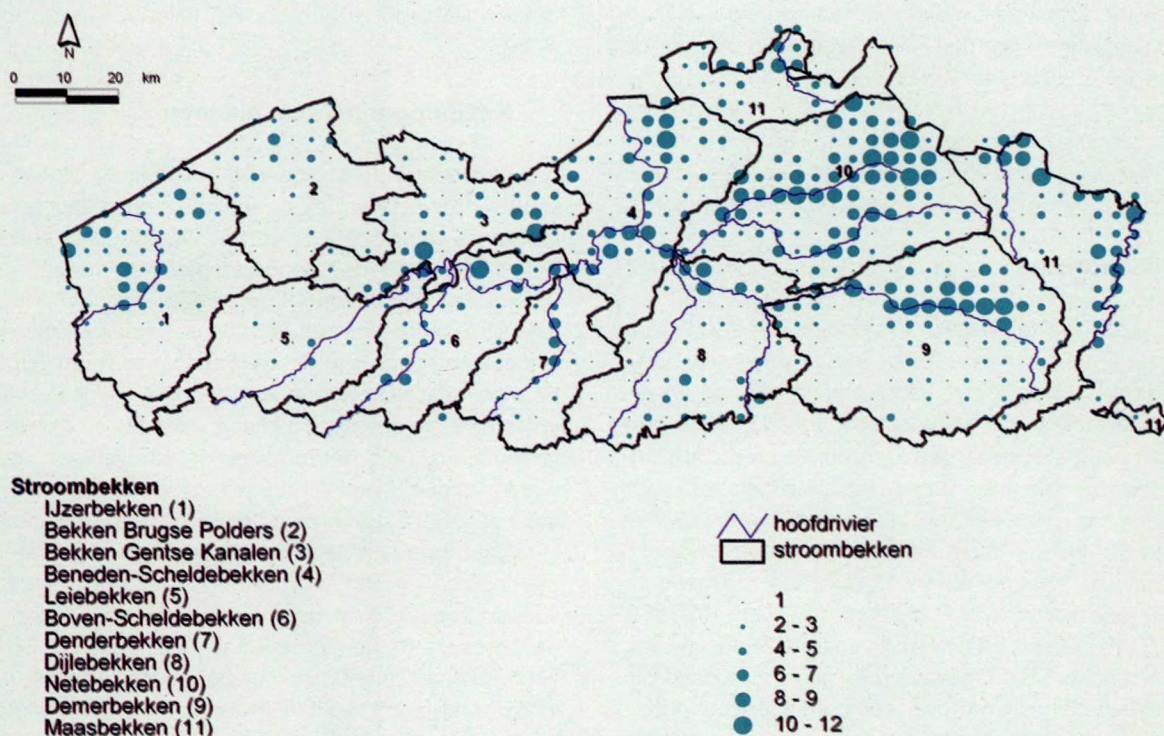 N
0 10 20 km
11
10
2
3
4
11
1
5
6
7
8
9
11
Stroombekken
IJzerbekken (1)
Bekken Brugse Polders (2)
Bekken Gentse Kanalen (3)
Beneden-Scheldebekken (4)
Leiebekken (5)
Boven-Scheldebekken (6)
Denderbekken (7)
Dijlebekken (8)
Netebekken (10)
Demerbekken (9)
Maasbekken (11)
hoofdrivier
stroombekken
1
2 - 3
4 - 5
6 - 7
8 - 9
10 - 12